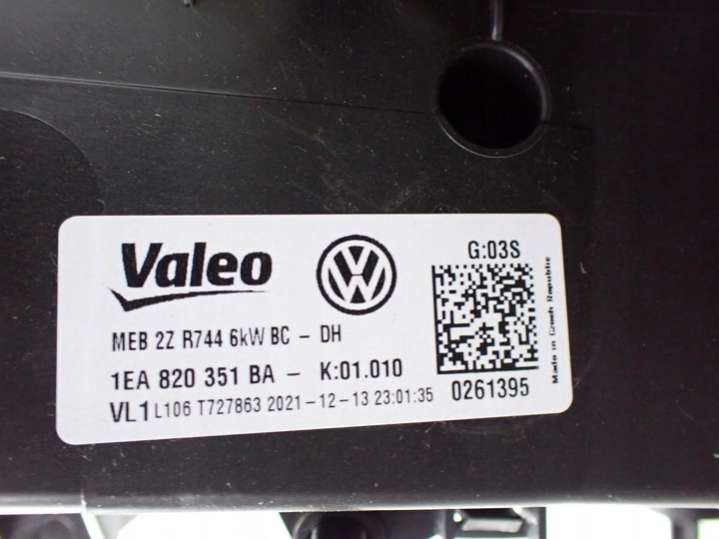 Valeo
VW
G:03S
MEB 2Z R744 6kW BC - DH
1EA 820 351 BA - K:01.010
VL1 L106 T727863 2021-12-13 23:01:35
0261395
Made in Czech Republic